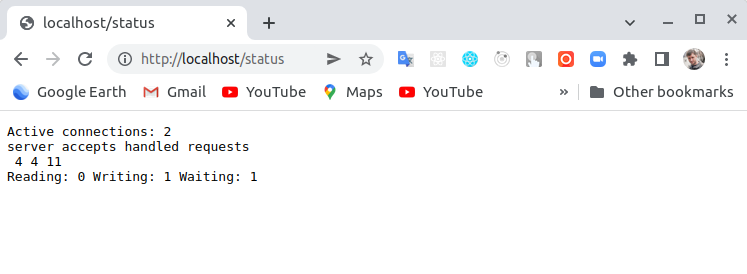 localhost/status
http://localhost/status
Google Earth Gmail YouTube Maps YouTube » Other bookmarks
Active connections: 2
server accepts handled requests
4 4 11
Reading: 0 Writing: 1 Waiting: 1